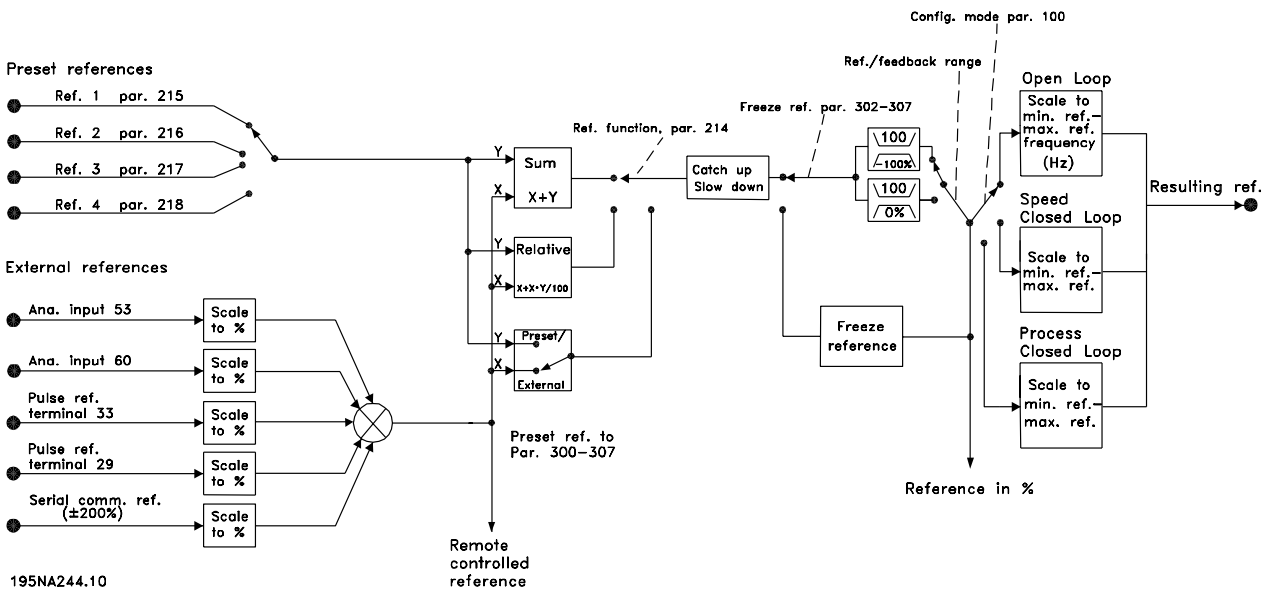 Config. mode par. 100
Ref./feedback range
Preset references
Open Loop
Ref. 1 par. 215
Scale to
min. ref.-
max. ref.
frequency
(Hz)
Freeze ref. par. 302-307
Ref. function, par. 214
Ref. 2 par. 216
Ref. 3 par. 217
Ref. 4 par. 218
Y
Sum
X
X+Y
Catch up
Slow down
100
-100%
100
0%
Resulting ref.
Speed
Closed Loop
Scale to
min. ref.-
max. ref.
External references
Y
Relative
X
X+X•Y/100
Ana. input 53
Scale
to %
Y
Preset/
X
External
Freeze
reference
Process
Closed Loop
Scale to
min. ref.-
max. ref.
Ana. input 60
Scale
to %
Pulse ref.
terminal 33
Scale
to %
Preset ref. to
Par. 300-307
Pulse ref.
terminal 29
Scale
to %
Reference in %
Serial comm. ref.
(±200%)
Scale
to %
Remote
controlled
reference
195NA244.10